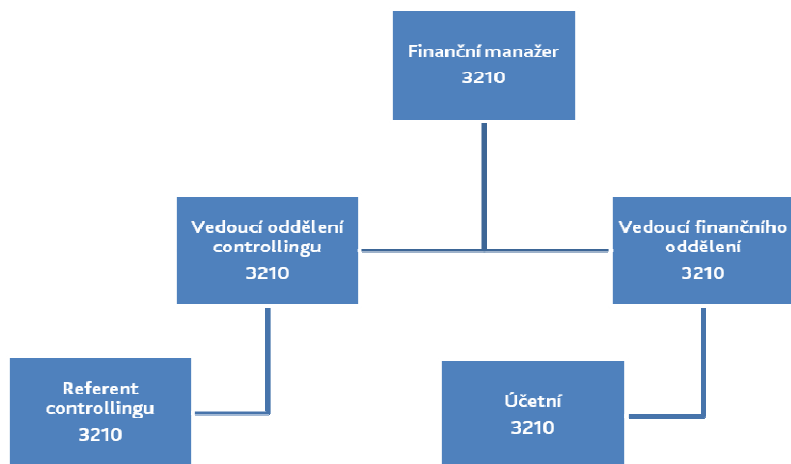 Finanční manažer
3210
Vedoucí oddělení
controllingu
3210
Vedoucí finančního
oddělení
3210
Referent
controllingu
3210
Účetní
3210